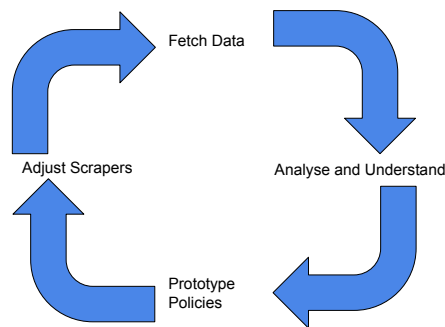 Fetch Data
Analyse and Understand
Prototype
Policies
Adjust Scrapers